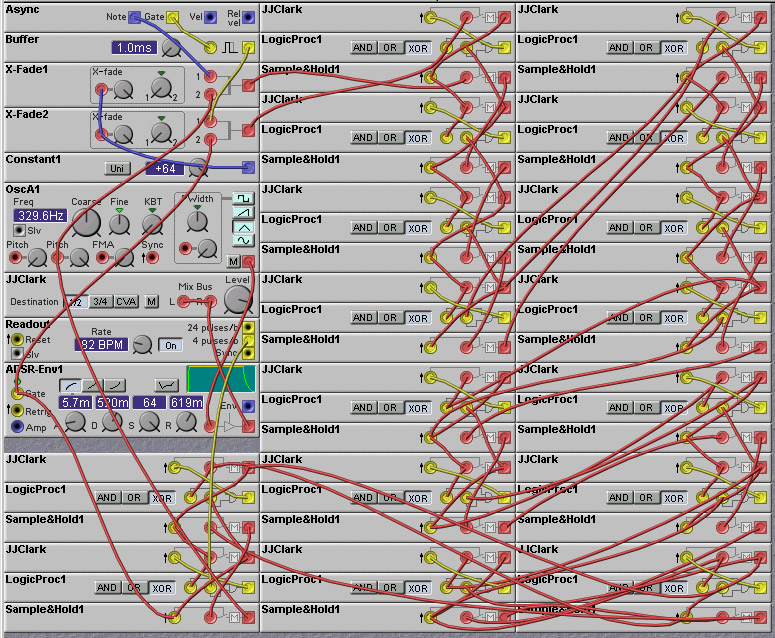 Async Note Gate Vel Rel vel
Buffer 1.0ms
X-Fade1 X-fade 1 2 1 2
X-Fade2 X-fade 1 2 1 2
Constant1 Uni +64
OscA1 Width
Freq Coarse Fine KBT
329.6Hz
Slv
Pitch Pitch FMA Sync M
JJClark Mix Bus Level
Destination 1/2 3/4 CVA M L R
Readout Rate 24 pulses/b
Reset 82 BPM On 4 pulses/b
Slv Sync
ADSR-Env1
Gate 5.7m 520m 64 619m Env
Retrig
Amp A D S R
JJClark M
LogicProc1 AND OR XOR
Sample&Hold1 M
JJClark M
LogicProc1 AND OR XOR
Sample&Hold1 M
JJClark M
LogicProc1 AND OR XOR
Sample&Hold1 M
JJClark M
LogicProc1 AND OR XOR
Sample&Hold1 M
JJClark M
LogicProc1 AND OR XOR
Sample&Hold1 M
JJClark M
LogicProc1 AND OR XOR
Sample&Hold1 M
JJClark M
LogicProc1 AND OR XOR
Sample&Hold1 M
JJClark M
LogicProc1 AND OR XOR
Sample&Hold1 M
JJClark M
LogicProc1 AND OR XOR
Sample&Hold1 M
JJClark M
LogicProc1 AND OR XOR
Sample&Hold1 M
JJClark M
LogicProc1 AND OR XOR
Sample&Hold1 M
JJClark M
LogicProc1 AND OR XOR
Sample&Hold1 M
JJClark M
LogicProc1 AND OR XOR
Sample&Hold1 M
JJClark M
LogicProc1 AND OR XOR
Sample&Hold1 M
JJClark M
LogicProc1 AND OR XOR
Sample&Hold1 M
JJClark M
LogicProc1 AND OR XOR